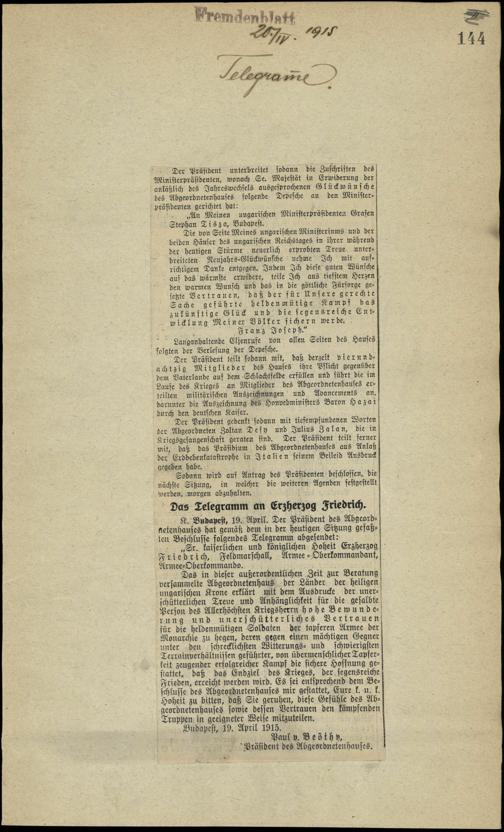 Fremdenblatt
20/IV. 1915
144
Telegramme.
Der Präsident unterbreitet sodann die Zuschriften des
Ministerpräsidenten, wonach Se. Majestät in Erwiderung der
anläßlich des Jahreswechsels ausgesprochenen Glückwünsche
des Abgeordnetenhauses folgende Depesche an den Minister-
präsidenten gerichtet hat:
„An Meinen ungarischen Ministerpräsidenten Grafen
Stephan Tisza, Budapest.
Die von Seite Meines ungarischen Ministeriums und der
beiden Häuser des ungarischen Reichstages in ihrer während
der heutigen Stürme neuerlich erprobten Treue unter-
breiteten Neujahrs-Glückwünsche nehme Ich mit auf-
richtigem Danke entgegen. Indem Ich diese guten Wünsche
auf das wärmste erwidere, teile Ich aus tiefstem Herzen
den warmen Wunsch und das in die göttliche Fürsorge ge-
setzte Vertrauen, daß der für Unsere gerechte
Sache geführte heldenmütige Kampf das
zukünftige Glück und die segensreiche Ent-
wicklung Meiner Völker sichern werde.
Franz Joseph.“
Langanhaltende Eljenrufe von allen Seiten des Hauses
folgten der Verlesung der Depesche.
Der Präsident teilt sodann mit, daß derzeit vierund-
achtzig Mitglieder des Hauses ihre Pflicht gegenüber
dem Vaterlande auf dem Schlachtfelde erfüllen und führt die im
Laufe des Krieges an Mitglieder des Abgeordnetenhauses er-
teilten militärischen Auszeichnungen und Avancements an,
darunter die Auszeichnung des Honvedministers Baron Hazai
durch den deutschen Kaiser.
Der Präsident gedenkt sodann mit tiefempfundenen Worten
der Abgeordneten Zoltan Desy und Julius Zalan, die in
Kriegsgefangenschaft geraten sind. Der Präsident teilt ferner
mit, daß das Präsidium des Abgeordnetenhauses aus Anlaß
der Erdbebenkatastrophe in Italien seinem Beileid Ausdruck
gegeben habe.
Sodann wird auf Antrag des Präsidenten beschlossen, die
nächste Sitzung, in welcher die weiteren Agenden festgestellt
werden, morgen abzuhalten.
Das Telegramm an Erzherzog Friedrich.
K. Budapest, 19. April. Der Präsident des Abgeord-
netenhauses hat gemäß dem in der heutigen Sitzung gefaß-
ten Beschlusse folgendes Telegramm abgesendet:
„Sr. kaiserlichen und königlichen Hoheit Erzherzog
Friedrich, Feldmarschall, Armee-Oberkommandant,
Armee-Oberkommando.
Das in dieser außerordentlichen Zeit zur Beratung
versammelte Abgeordnetenhaus der Länder der heiligen
ungarischen Krone erklärt mit dem Ausdrucke der uner-
schütterlichen Treue und Anhänglichkeit für die gesalbte
Person des Allerhöchsten Kriegsherrn hohe Bewunde-
rung und unerschütterliches Vertrauen
für die heldenmütigen Soldaten der tapferen Armee der
Monarchie zu hegen, deren gegen einen mächtigen Gegner
unter den schrecklichsten Witterungs- und schwierigsten
Terrainverhältnissen geführter, von übermenschlicher Tapfer-
keit zeugender erfolgreicher Kampf die sichere Hoffnung ge-
stattet, daß das Endziel des Krieges, der segensreiche
Frieden, erreicht werden wird. Es sei entsprechend dem Be-
schlusse des Abgeordnetenhauses mir gestattet, Eure k. u. k.
Hoheit zu bitten, daß Sie geruhen, diese Gefühle des Ab-
geordnetenhauses sowie dessen Vertrauen den kämpfenden
Truppen in geeigneter Weise mitzuteilen.
Budapest, 19. April 1915.
Paul v. Beöthy,
Präsident des Abgeordnetenhauses.